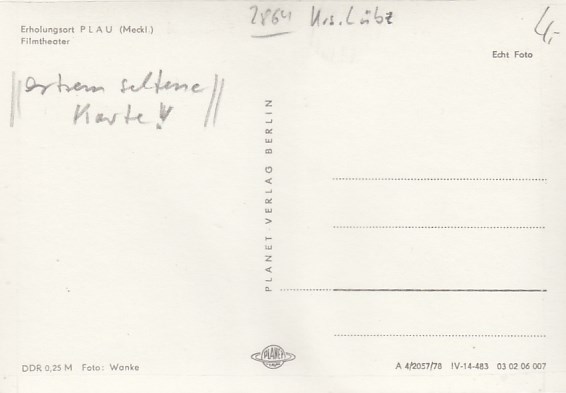 Erholungsort PLAU (Meckl.)
Filmtheater
2864 Krs. Lübz
4,-
Echt Foto
extrem seltene
Karte!
PLANET-VERLAG BERLIN
PLANET
DDR 0,25 M Foto: Wanke
A 4/2057/78 IV-14-483 03 02 06 007